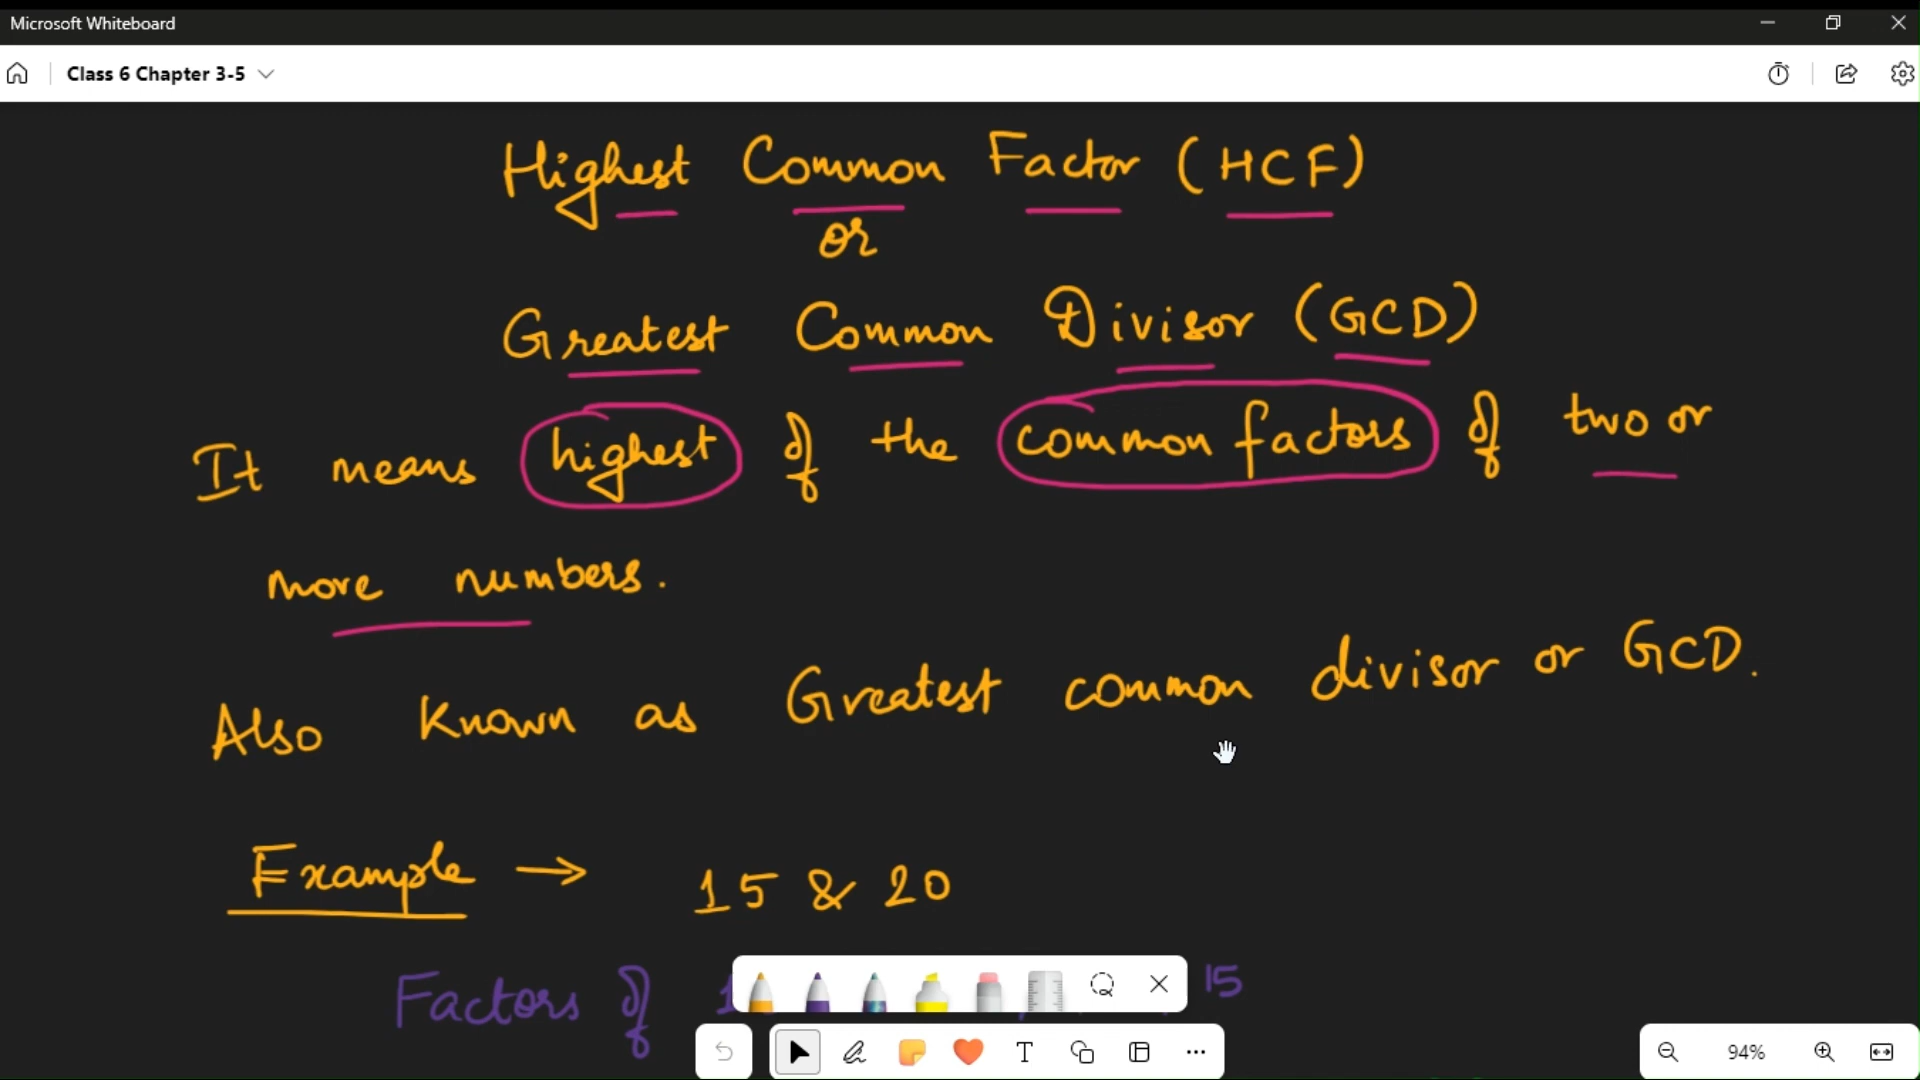 Microsoft Whiteboard
Class 6 Chapter 3-5
Highest Common Factor (HCF)
or
Greatest Common Divisor (GCD)
It means highest of the common factors of two or
more numbers.
Also known as Greatest common divisor or GCD.
Example → 15 & 20
Factors of 15
T
94%